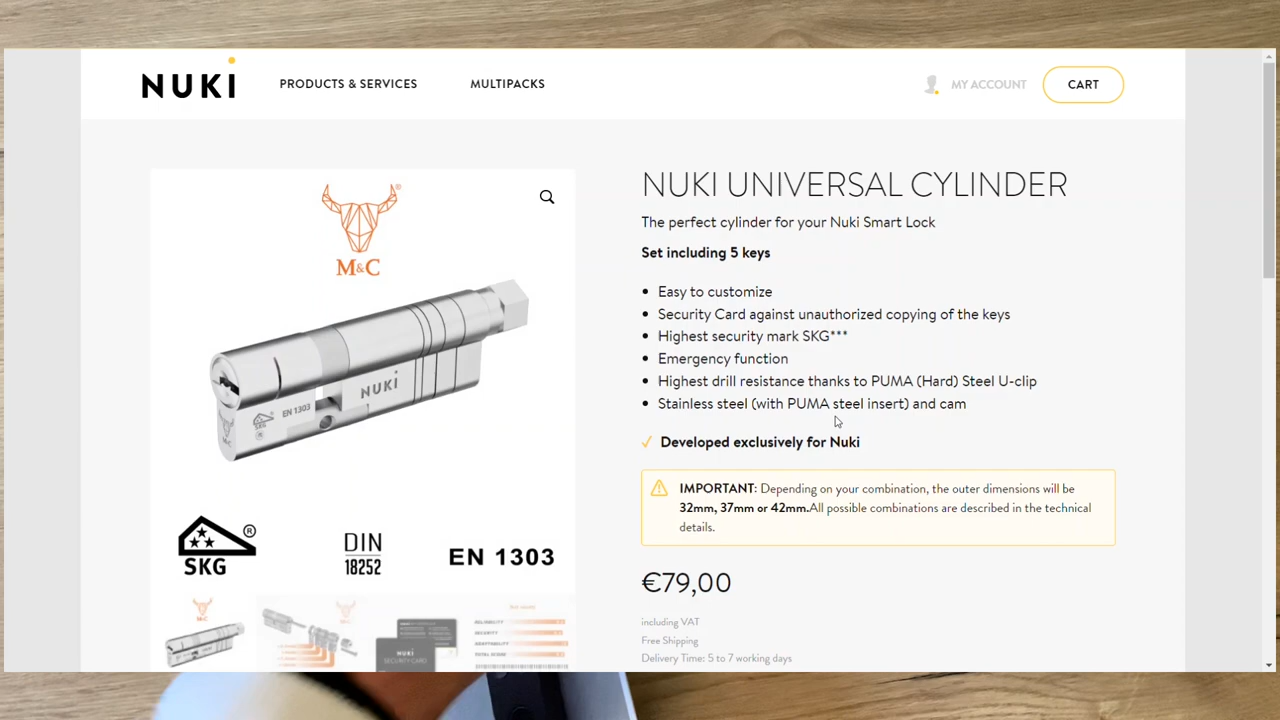 NUKI
PRODUCTS & SERVICES
MULTIPACKS
MY ACCOUNT
CART
M&C
NUKI
EN 1303
SKG
SKG
DIN
18252
EN 1303
M&C
NUKI
SECURITY CARD
NUKI UNIVERSAL CYLINDER
The perfect cylinder for your Nuki Smart Lock
Set including 5 keys
Easy to customize
Security Card against unauthorized copying of the keys
Highest security mark SKG***
Emergency function
Highest drill resistance thanks to PUMA (Hard) Steel U-clip
Stainless steel (with PUMA steel insert) and cam
Developed exclusively for Nuki
IMPORTANT: Depending on your combination, the outer dimensions will be
32mm, 37mm or 42mm.All possible combinations are described in the technical
details.
€79,00
including VAT
Free Shipping
Delivery Time: 5 to 7 working days